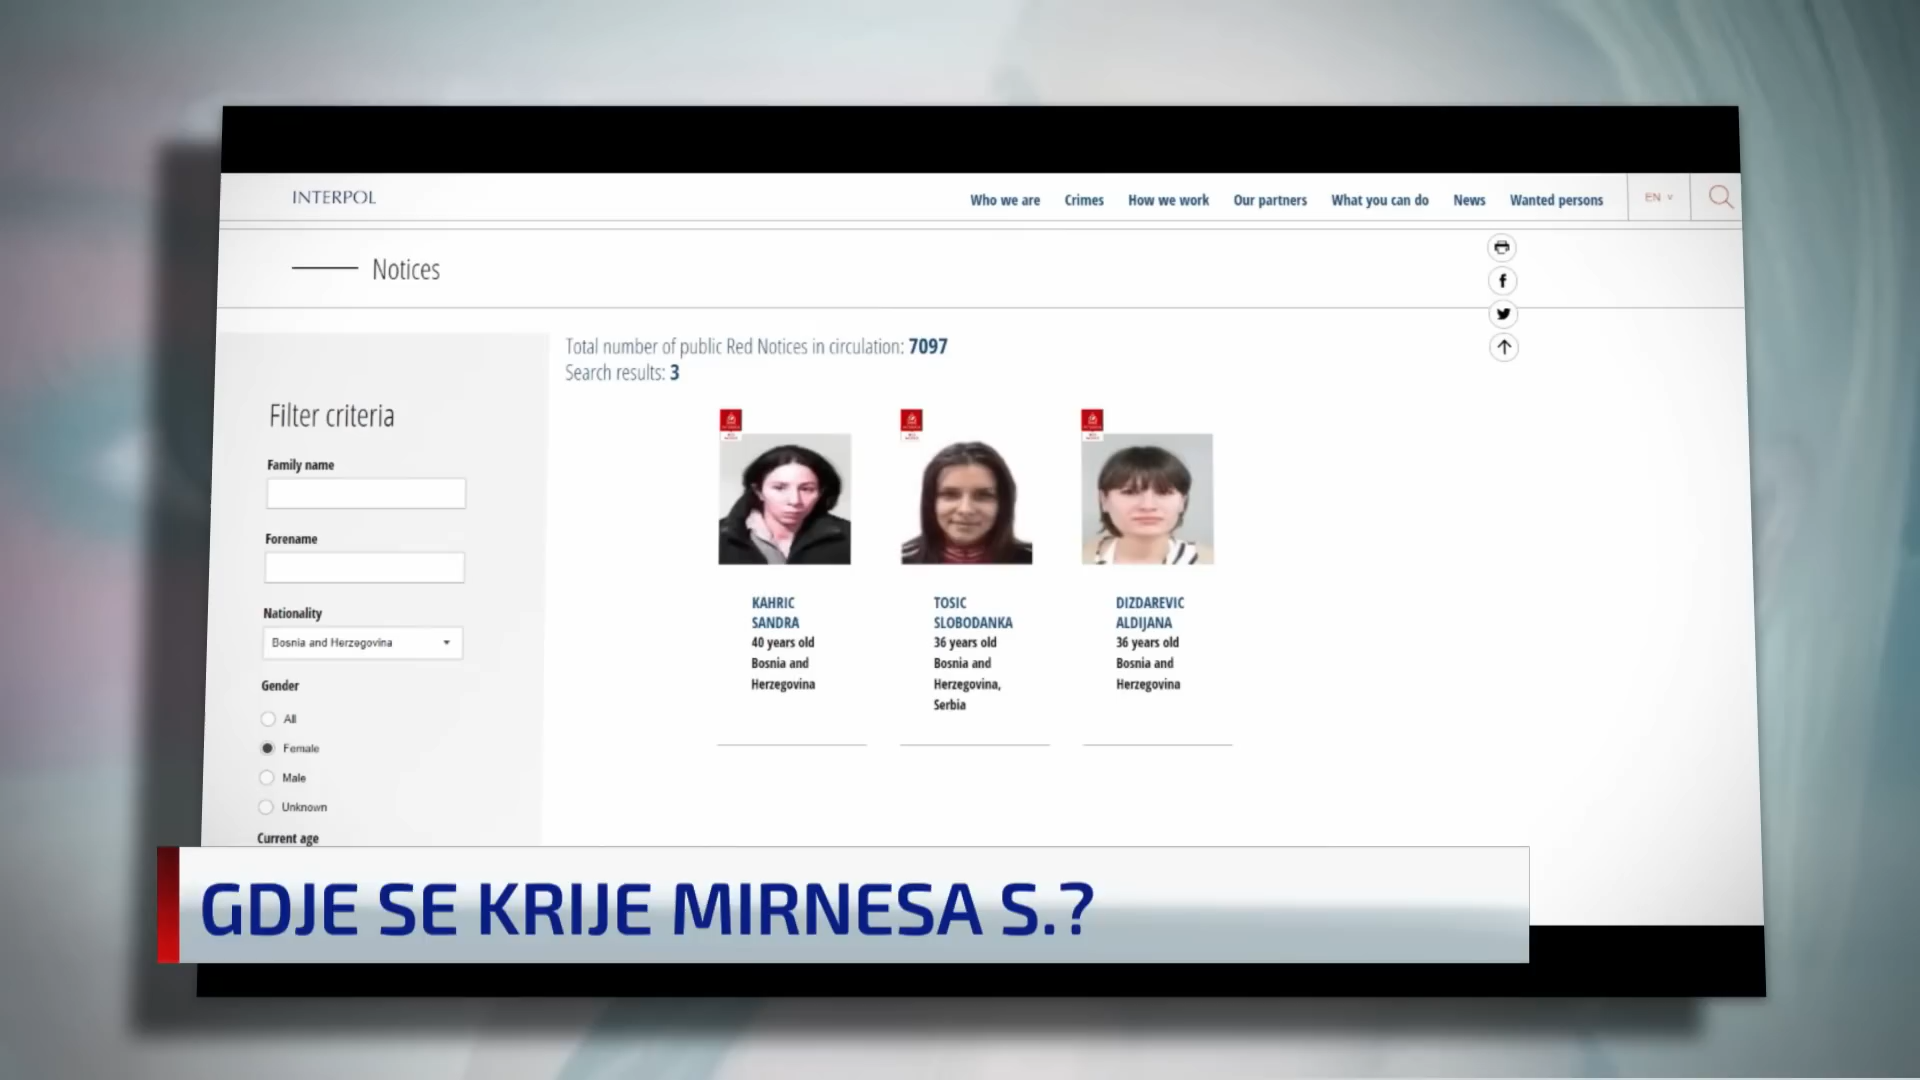 INTERPOL
Who we are
Crimes
How we work
Our partners
What you can do
News
Wanted persons
EN
Notices
Total number of public Red Notices in circulation: 7097
Search results: 3
Filter criteria
Family name
Forename
Nationality
Bosnia and Herzegovina
Gender
All
Female
Male
Unknown
Current age
KAHRIC
SANDRA
40 years old
Bosnia and
Herzegovina
TOSIC
SLOBODANKA
36 years old
Bosnia and
Herzegovina,
Serbia
DIZDAREVIC
ALDIJANA
36 years old
Bosnia and
Herzegovina
GDJE SE KRIJE MIRNESA S.?